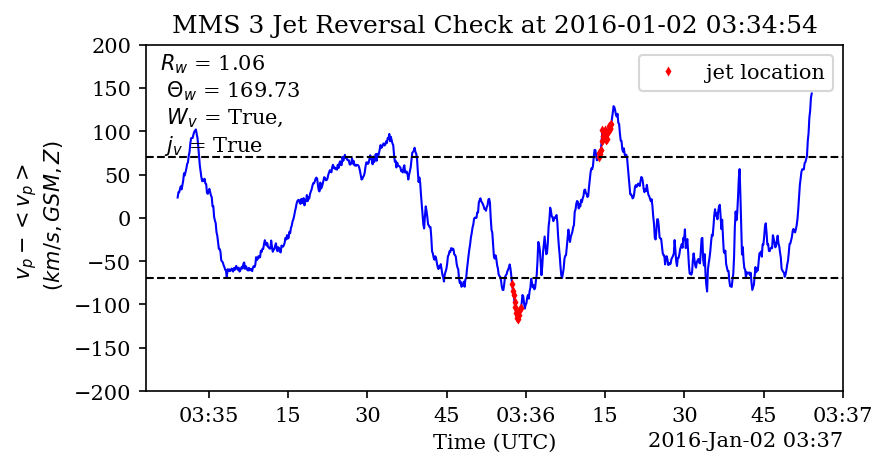 MMS 3 Jet Reversal Check at 2016-01-02 03:34:54
200
150
100
50
0
−50
−100
−150
−200
v_p − < v_p >
(km/s, GSM, Z)
R_w = 1.06
Θ_w = 169.73
W_v = True,
j_v = True
jet location
03:35 15 30 45 03:36 15 30 45 03:37
Time (UTC)
2016-Jan-02 03:37